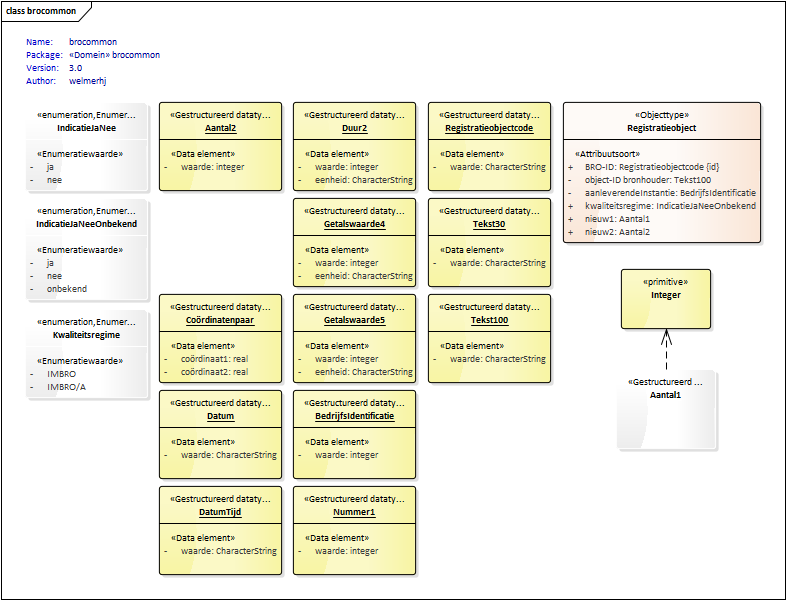 class brocommon
Name: brocommon
Package: «Domein» brocommon
Version: 3.0
Author: welmerhj
«enumeration,Enumer...
IndicatieJaNee
«Enumeratiewaarde»
- ja
- nee
«enumeration,Enumer...
IndicatieJaNeeOnbekend
«Enumeratiewaarde»
- ja
- nee
- onbekend
«enumeration,Enumer...
Kwaliteitsregime
«Enumeratiewaarde»
- IMBRO
- IMBRO/A
«Gestructureerd dataty...
Aantal2
«Data element»
- waarde: integer
«Gestructureerd dataty...
Coördinatenpaar
«Data element»
- coördinaat1: real
- coördinaat2: real
«Gestructureerd dataty...
Datum
«Data element»
- waarde: CharacterString
«Gestructureerd dataty...
DatumTijd
«Data element»
- waarde: CharacterString
«Gestructureerd dataty...
Duur2
«Data element»
- waarde: integer
- eenheid: CharacterString
«Gestructureerd dataty...
Getalswaarde4
«Data element»
- waarde: integer
- eenheid: CharacterString
«Gestructureerd dataty...
Getalswaarde5
«Data element»
- waarde: integer
- eenheid: CharacterString
«Gestructureerd dataty...
BedrijfsIdentificatie
«Data element»
- waarde: integer
«Gestructureerd dataty...
Nummer1
«Data element»
- waarde: integer
«Gestructureerd dataty...
Registratieobjectcode
«Data element»
- waarde: CharacterString
«Gestructureerd dataty...
Tekst30
«Data element»
- waarde: CharacterString
«Gestructureerd dataty...
Tekst100
«Data element»
- waarde: CharacterString
«Objecttype»
Registratieobject
«Attribuutsoort»
+ BRO-ID: Registratieobjectcode {id}
- object-ID bronhouder: Tekst100
- aanleverendeInstantie: BedrijfsIdentificatie
+ kwaliteitsregime: IndicatieJaNeeOnbekend
+ nieuw1: Aantal1
+ nieuw2: Aantal2
«primitive»
Integer
«Gestructureerd ...
Aantal1